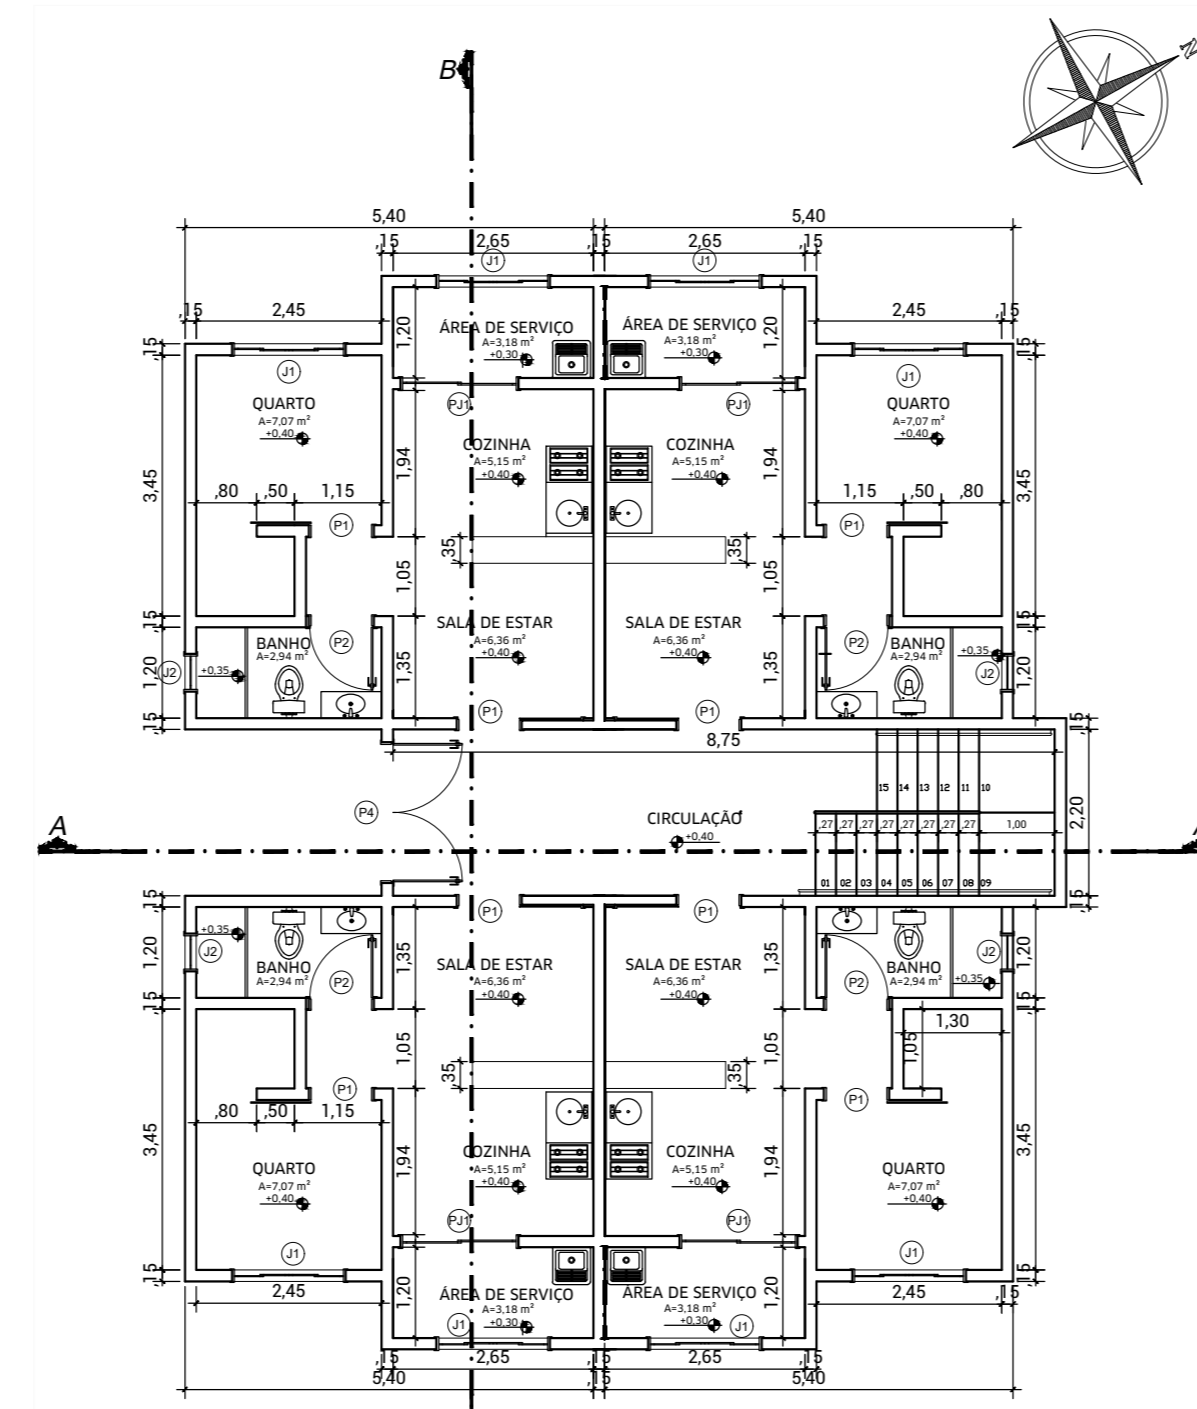 N
B
5,40 5,40
,15 2,65 ,15 2,65 ,15
J1 J1
,15 2,45 2,45 ,15
ÁREA DE SERVIÇO
A=3,18 m²
+0,30
1,20
ÁREA DE SERVIÇO
A=3,18 m²
+0,30
1,20
,15 ,15
J1 J1
QUARTO
A=7,07 m²
+0,40
PJ1 PJ1
QUARTO
A=7,07 m²
+0,40
COZINHA
A=5,15 m²
+0,40
COZINHA
A=5,15 m²
+0,40
3,45 1,94 1,94 3,45
,80 ,50 1,15 1,15 ,50 ,80
P1 P1
,35 ,35
1,05 1,05
,15 ,15
SALA DE ESTAR
A=6,36 m²
+0,40
SALA DE ESTAR
A=6,36 m²
+0,40
BANHO
A=2,94 m²
+0,35
P2 P2
BANHO
A=2,94 m²
+0,35
J2 1,20 1,35 1,35 J2 1,20
P1 P1
,15 ,15
8,75
15 14 13 12 11 10
P4
CIRCULAÇÃO
+0,40
,27 ,27 ,27 ,27 ,27 ,27 ,27 ,27 1,00
2,20
A A
01 02 03 04 05 06 07 08 09
,15 ,15
P1 P1
+0,35
J2 1,20 1,35 1,35 J2 1,20
BANHO
A=2,94 m²
P2
SALA DE ESTAR
A=6,36 m²
+0,40
SALA DE ESTAR
A=6,36 m²
+0,40
P2
BANHO
A=2,94 m²
+0,35
,15 ,15
1,30
1,05 1,05 1,05
,35 ,35
P1 P1
,80 ,50 1,15
3,45 1,94 1,94 3,45
COZINHA
A=5,15 m²
+0,40
COZINHA
A=5,15 m²
+0,40
QUARTO
A=7,07 m²
+0,40
QUARTO
A=7,07 m²
+0,40
PJ1 PJ1
J1 J1
,15 ,15
2,45 2,45 ,15
ÁREA DE SERVIÇO
A=3,18 m²
+0,30
1,20
ÁREA DE SERVIÇO
A=3,18 m²
+0,30
1,20
J1 J1
,15 2,65 ,15 2,65 ,15
5,40 5,40